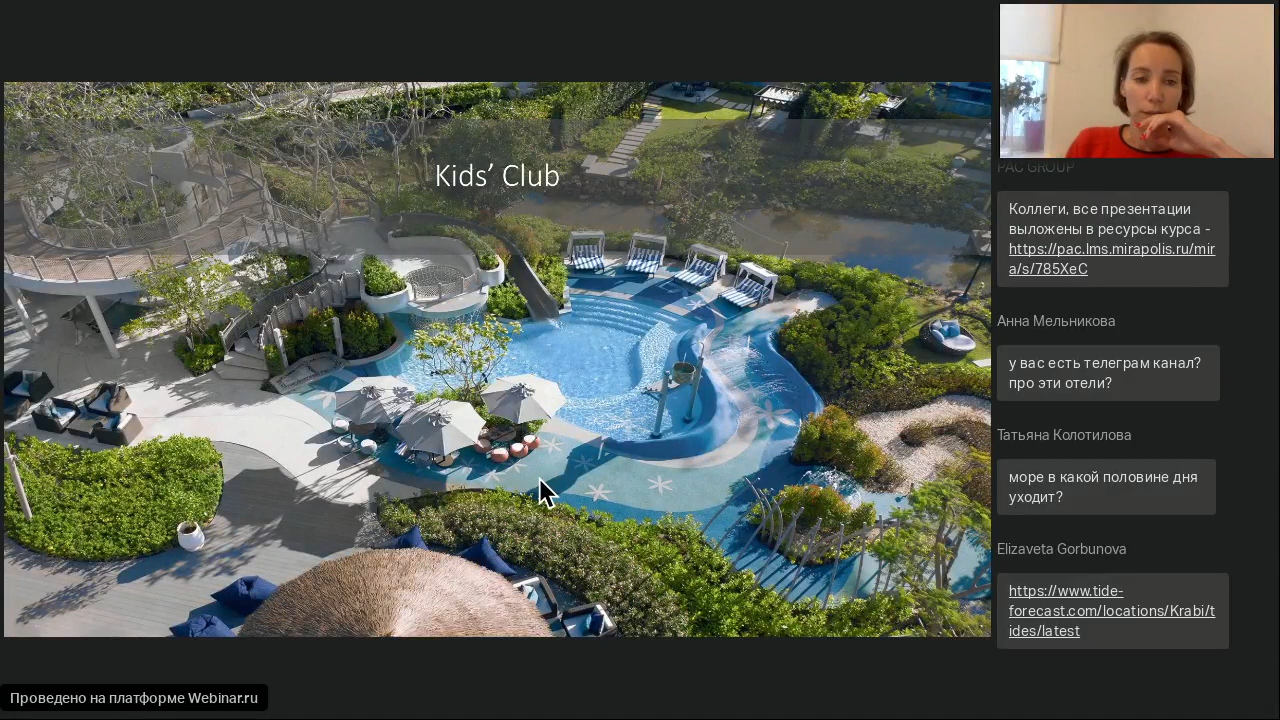 Kids' Club
PAC GROUP
Коллеги, все презентации
выложены в ресурсы курса -
https://pac.lms.mirapolis.ru/mir
a/s/785XeC
Анна Мельникова
у вас есть телеграм канал?
про эти отели?
Татьяна Колотилова
море в какой половине дня
уходит?
Elizaveta Gorbunova
https://www.tide-
forecast.com/locations/Krabi/t
ides/latest
Проведено на платформе Webinar.ru